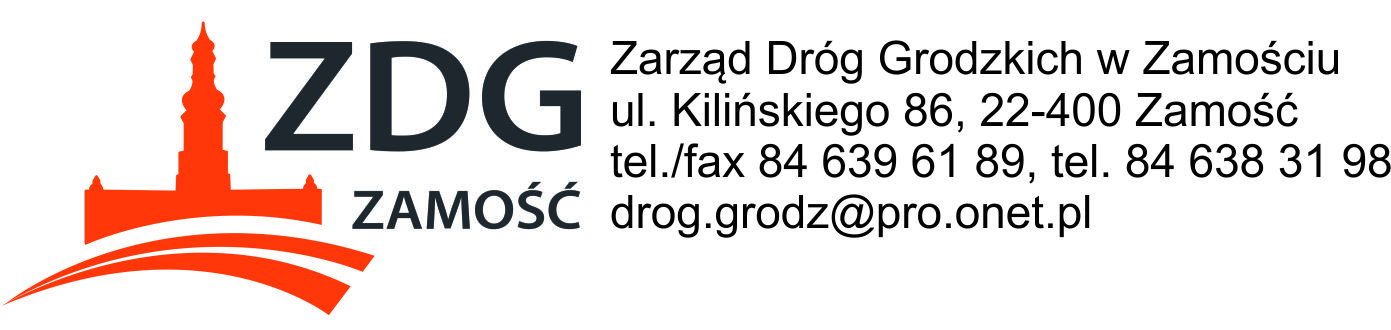 ZDG
ZAMOŚĆ
Zarząd Dróg Grodzkich w Zamościu
ul. Kilińskiego 86, 22-400 Zamość
tel./fax 84 639 61 89, tel. 84 638 31 98
drog.grodz@pro.onet.pl